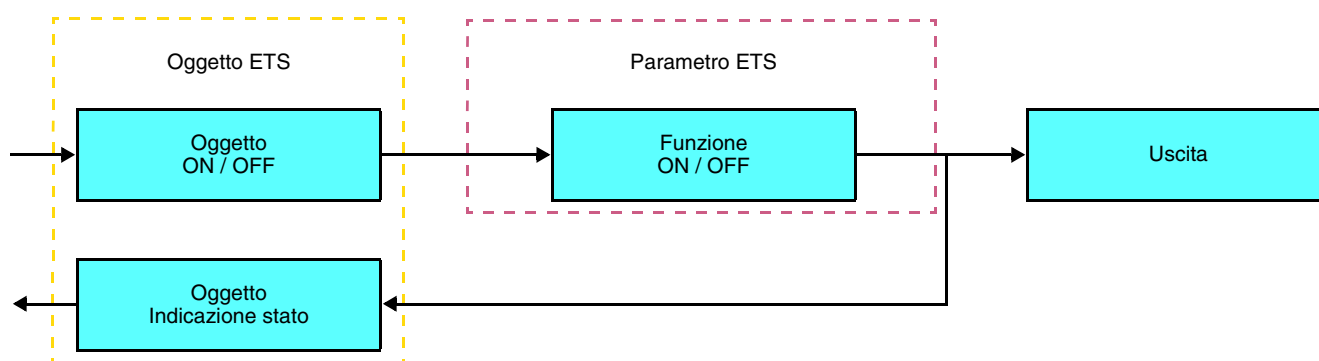 Oggetto ETS
Parametro ETS
Oggetto
ON / OFF
Funzione
ON / OFF
Uscita
Oggetto
Indicazione stato